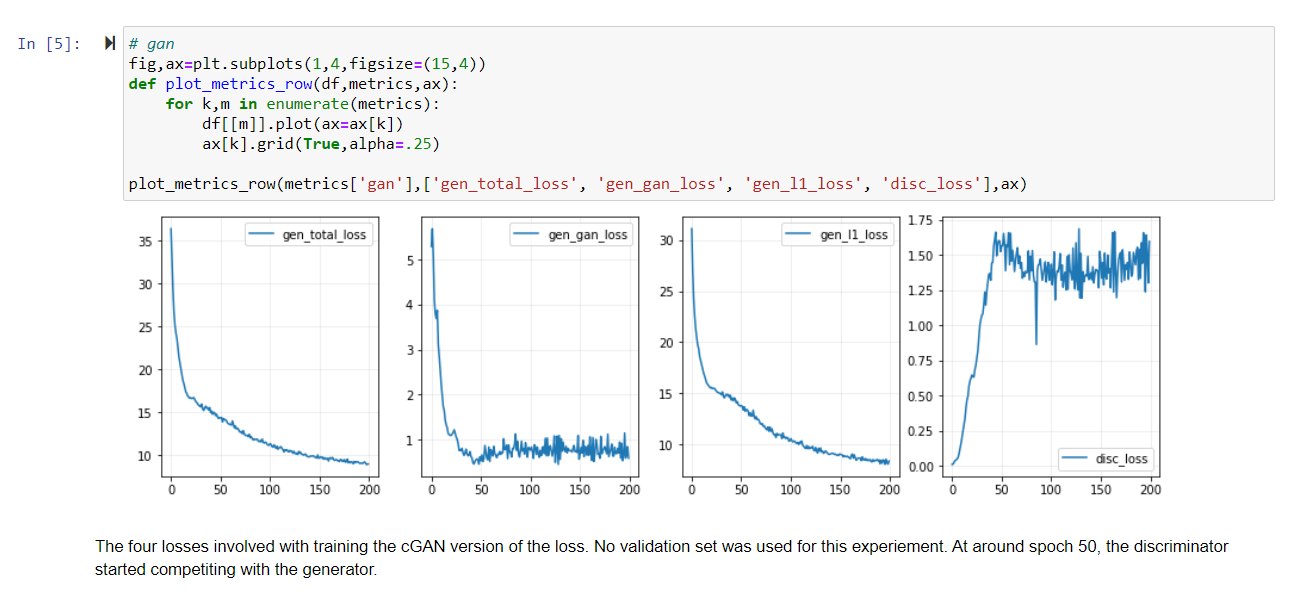 In [5]:
# gan
fig,ax=plt.subplots(1,4,figsize=(15,4))
def plot_metrics_row(df,metrics,ax):
    for k,m in enumerate(metrics):
        df[[m]].plot(ax=ax[k])
        ax[k].grid(True,alpha=.25)
plot_metrics_row(metrics['gan'],['gen_total_loss', 'gen_gan_loss', 'gen_l1_loss', 'disc_loss'],ax)
gen_total_loss
35
30
25
20
15
10
0 50 100 150 200
gen_gan_loss
5
4
3
2
1
0 50 100 150 200
gen_l1_loss
30
25
20
15
10
0 50 100 150 200
1.75
1.50
1.25
1.00
0.75
0.50
0.25
0.00
disc_loss
0 50 100 150 200
The four losses involved with training the cGAN version of the loss. No validation set was used for this experiement. At around spoch 50, the discriminator
started competiting with the generator.